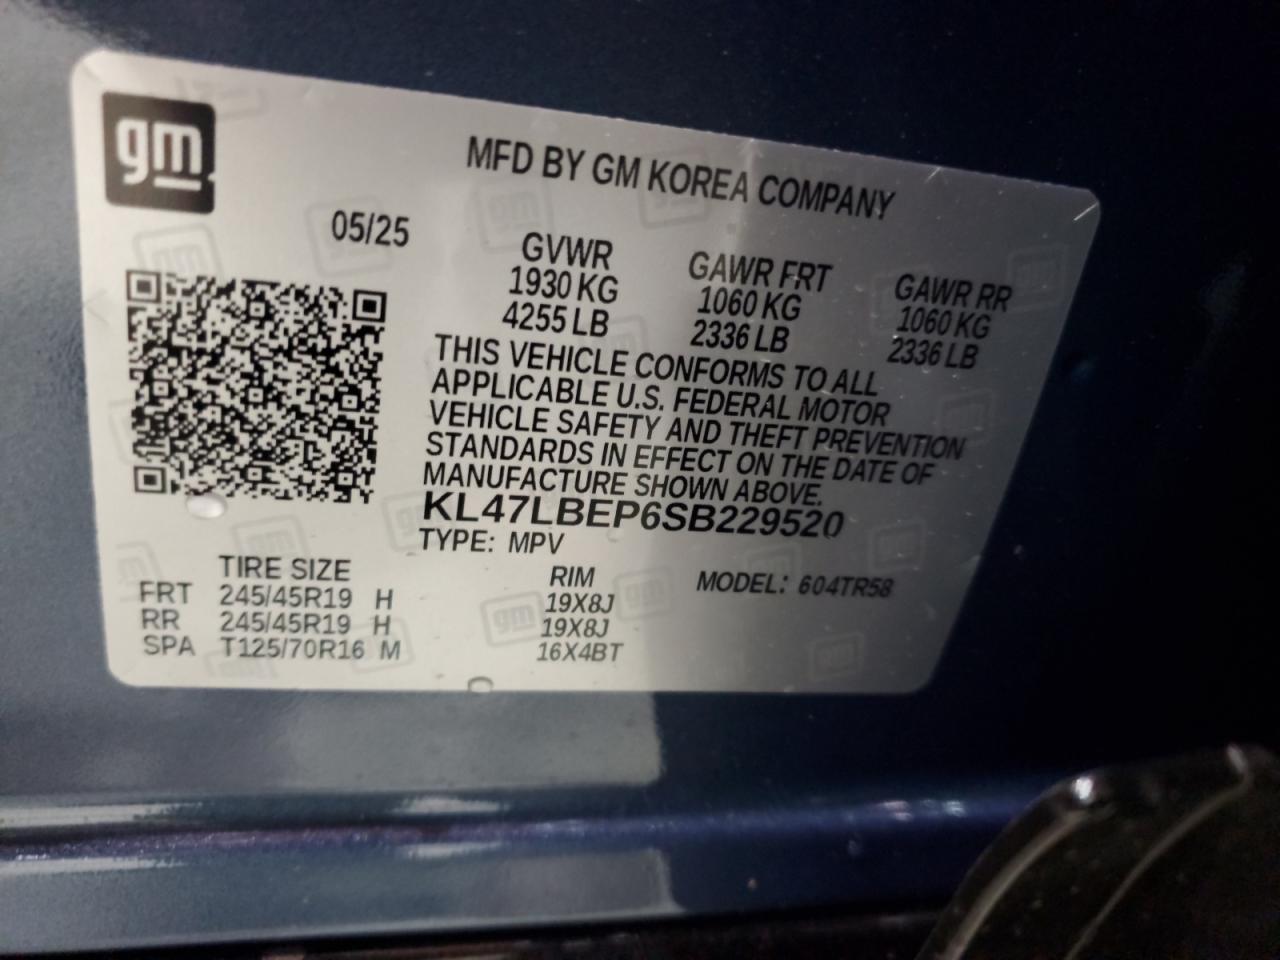 gm
MFD BY GM KOREA COMPANY
05/25
GVWR GAWR FRT GAWR RR
1930 KG 1060 KG 1060 KG
4255 LB 2336 LB 2336 LB
THIS VEHICLE CONFORMS TO ALL
APPLICABLE U.S. FEDERAL MOTOR
VEHICLE SAFETY AND THEFT PREVENTION
STANDARDS IN EFFECT ON THE DATE OF
MANUFACTURE SHOWN ABOVE.
KL47LBEP6SB229520
TYPE: MPV
TIRE SIZE RIM MODEL: 604TR58
FRT 245/45R19 H 19X8J
RR 245/45R19 H 19X8J
SPA T125/70R16 M 16X4BT